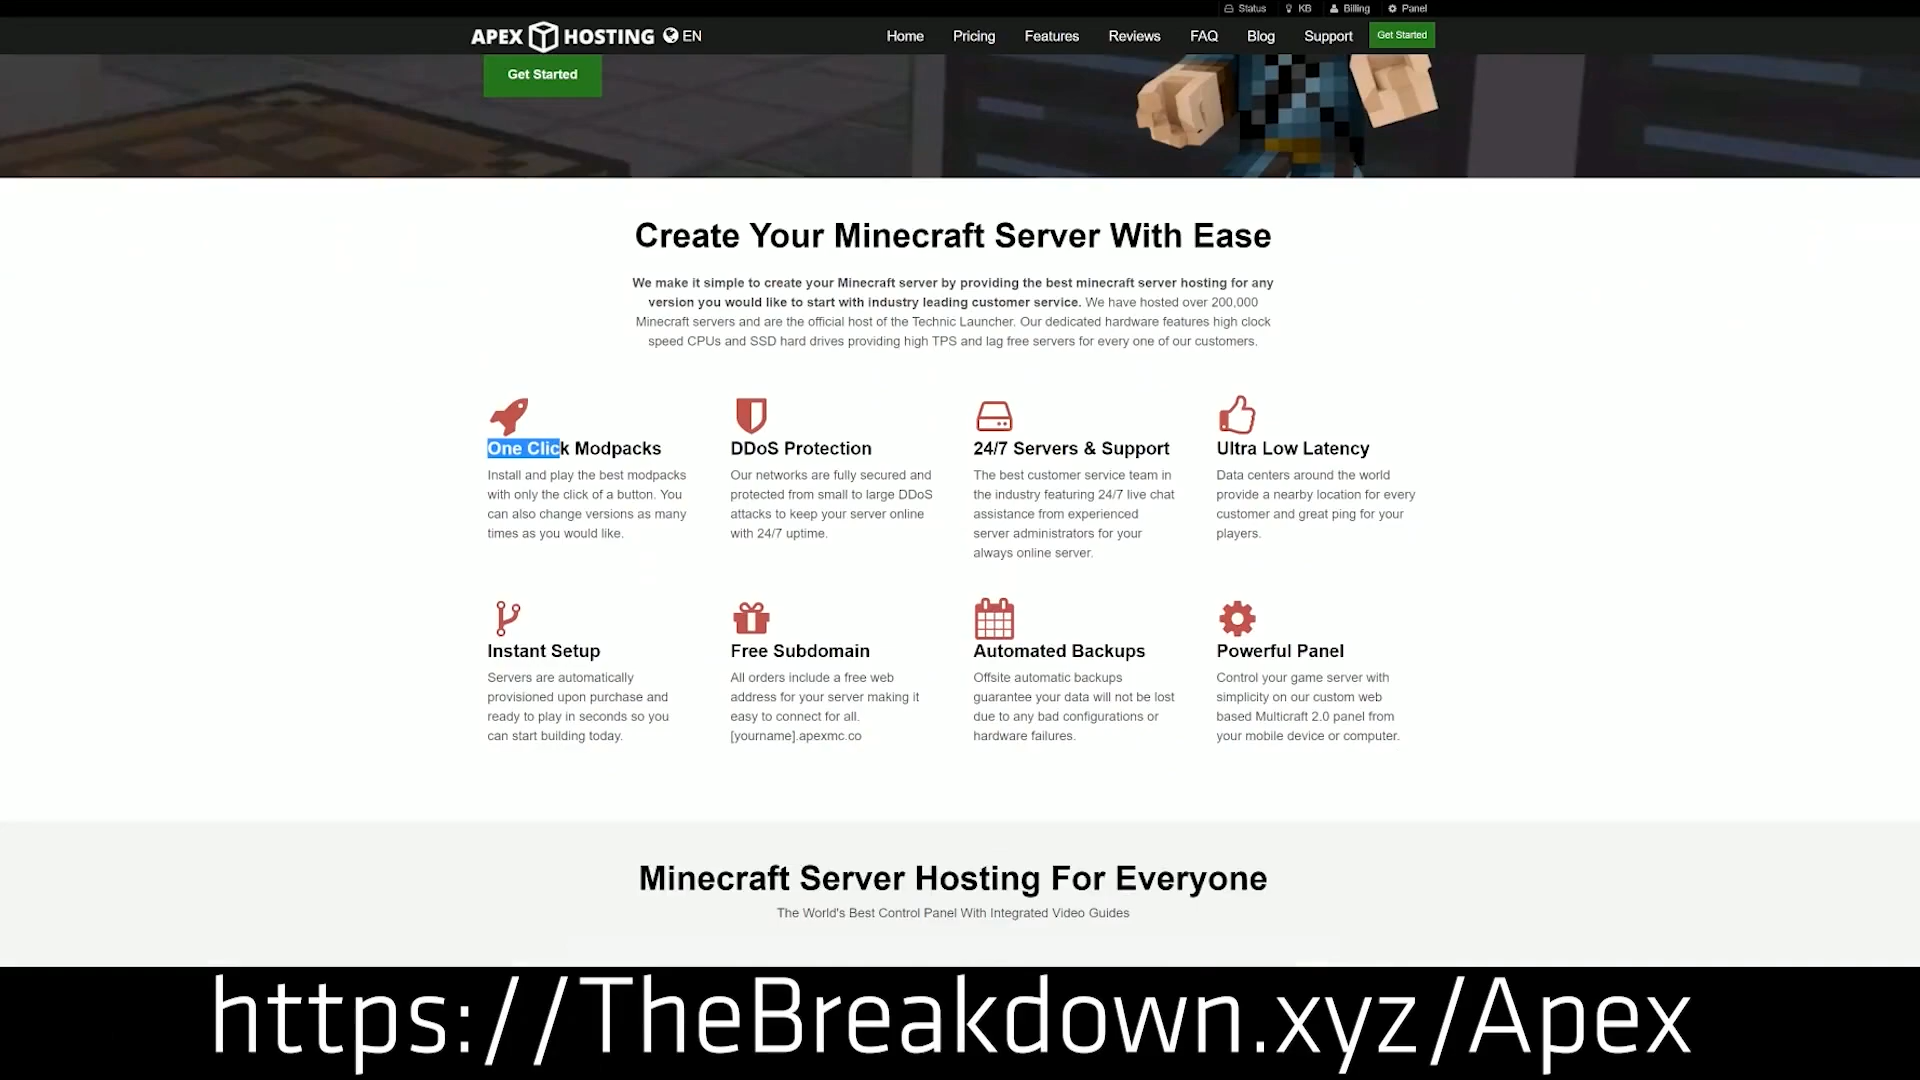 Status KB Billing Panel
APEX HOSTING EN Home Pricing Features Reviews FAQ Blog Support Get Started
Get Started
Create Your Minecraft Server With Ease
We make it simple to create your Minecraft server by providing the best minecraft server hosting for any
version you would like to start with industry leading customer service. We have hosted over 200,000
Minecraft servers and are the official host of the Technic Launcher. Our dedicated hardware features high clock
speed CPUs and SSD hard drives providing high TPS and lag free servers for every one of our customers.
One Click Modpacks
Install and play the best modpacks
with only the click of a button. You
can also change versions as many
times as you would like.
DDoS Protection
Our networks are fully secured and
protected from small to large DDoS
attacks to keep your server online
with 24/7 uptime.
24/7 Servers & Support
The best customer service team in
the industry featuring 24/7 live chat
assistance from experienced
server administrators for your
always online server.
Ultra Low Latency
Data centers around the world
provide a nearby location for every
customer and great ping for your
players.
Instant Setup
Servers are automatically
provisioned upon purchase and
ready to play in seconds so you
can start building today.
Free Subdomain
All orders include a free web
address for your server making it
easy to connect for all.
[yourname].apexmc.co
Automated Backups
Offsite automatic backups
guarantee your data will not be lost
due to any bad configurations or
hardware failures.
Powerful Panel
Control your game server with
simplicity on our custom web
based Multicraft 2.0 panel from
your mobile device or computer.
Minecraft Server Hosting For Everyone
The World's Best Control Panel With Integrated Video Guides
https://TheBreakdown.xyz/Apex